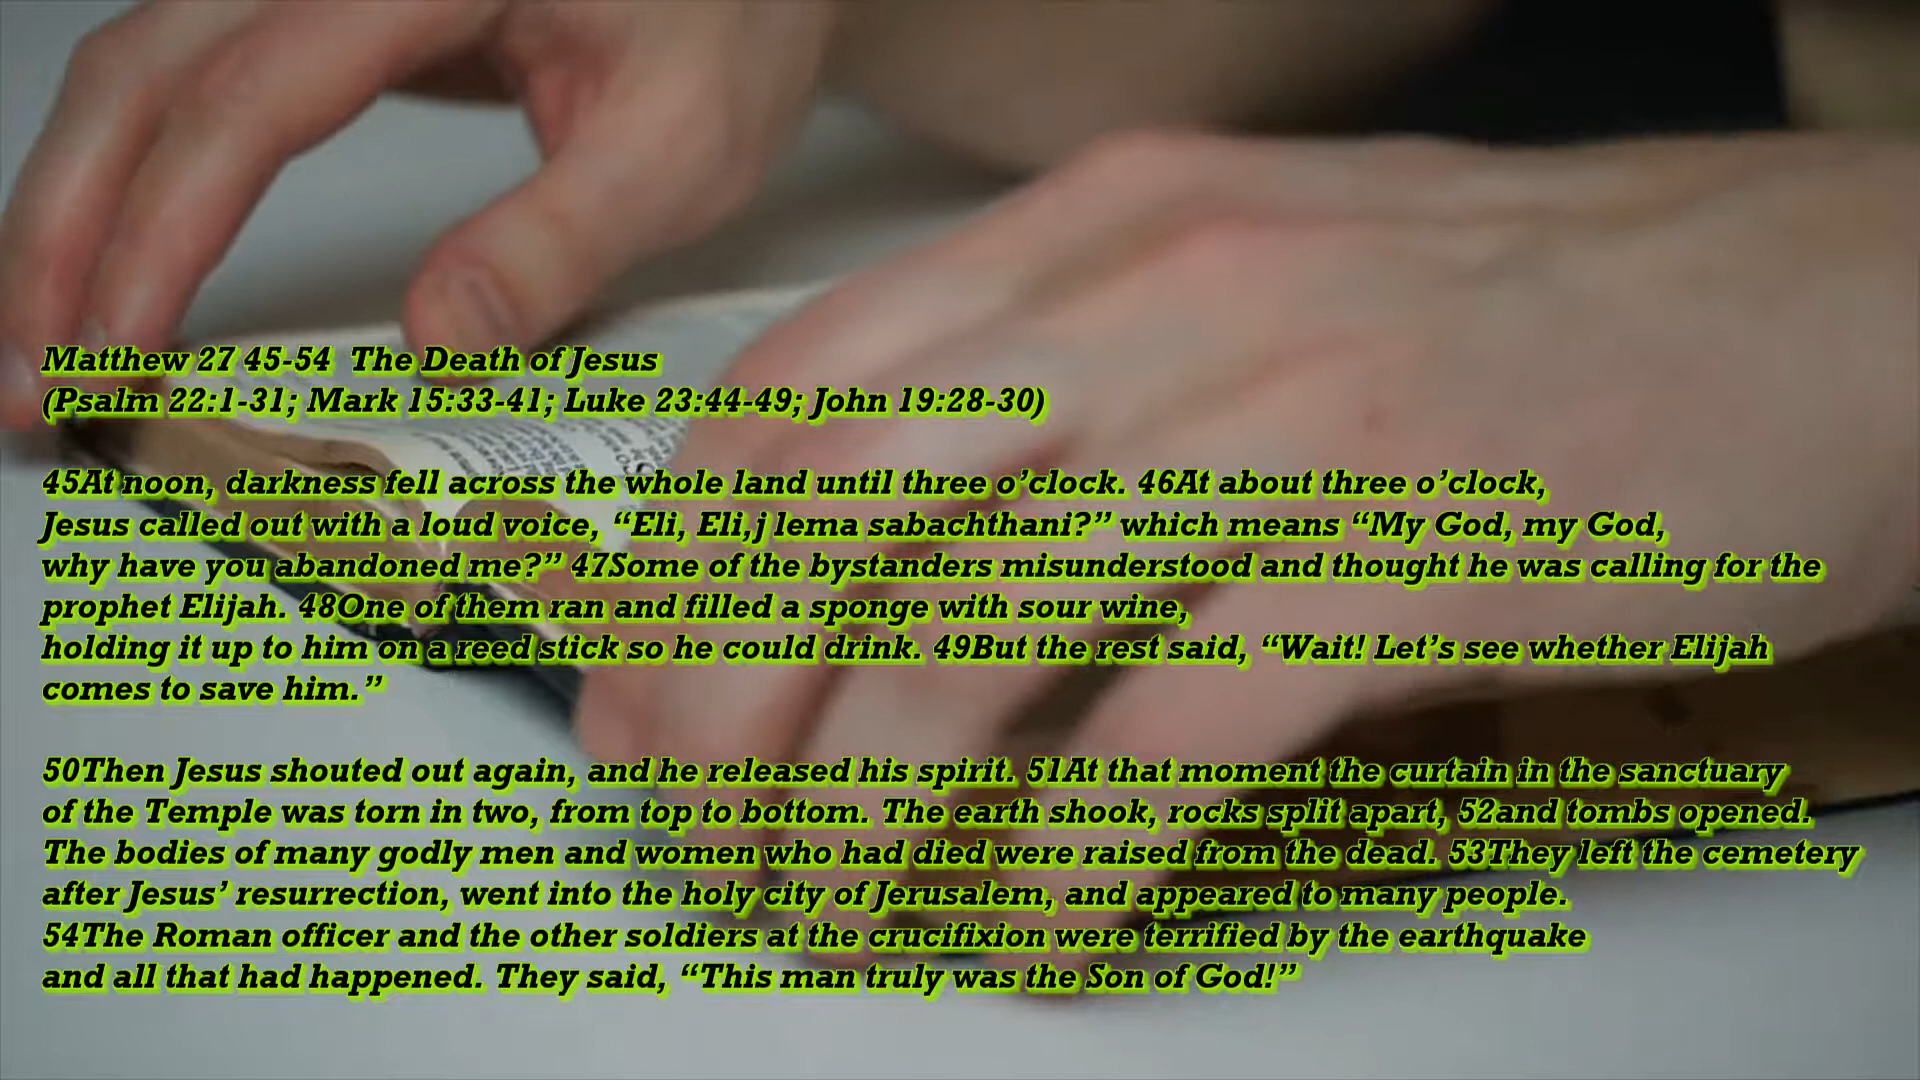 Matthew 27 45-54  The Death of Jesus
(Psalm 22:1-31; Mark 15:33-41; Luke 23:44-49; John 19:28-30)
45At noon, darkness fell across the whole land until three o’clock. 46At about three o’clock,
Jesus called out with a loud voice, “Eli, Eli,j lema sabachthani?” which means “My God, my God,
why have you abandoned me?” 47Some of the bystanders misunderstood and thought he was calling for the
prophet Elijah. 48One of them ran and filled a sponge with sour wine,
holding it up to him on a reed stick so he could drink. 49But the rest said, “Wait! Let’s see whether Elijah
comes to save him.”
50Then Jesus shouted out again, and he released his spirit. 51At that moment the curtain in the sanctuary
of the Temple was torn in two, from top to bottom. The earth shook, rocks split apart, 52and tombs opened.
The bodies of many godly men and women who had died were raised from the dead. 53They left the cemetery
after Jesus’ resurrection, went into the holy city of Jerusalem, and appeared to many people.
54The Roman officer and the other soldiers at the crucifixion were terrified by the earthquake
and all that had happened. They said, “This man truly was the Son of God!”